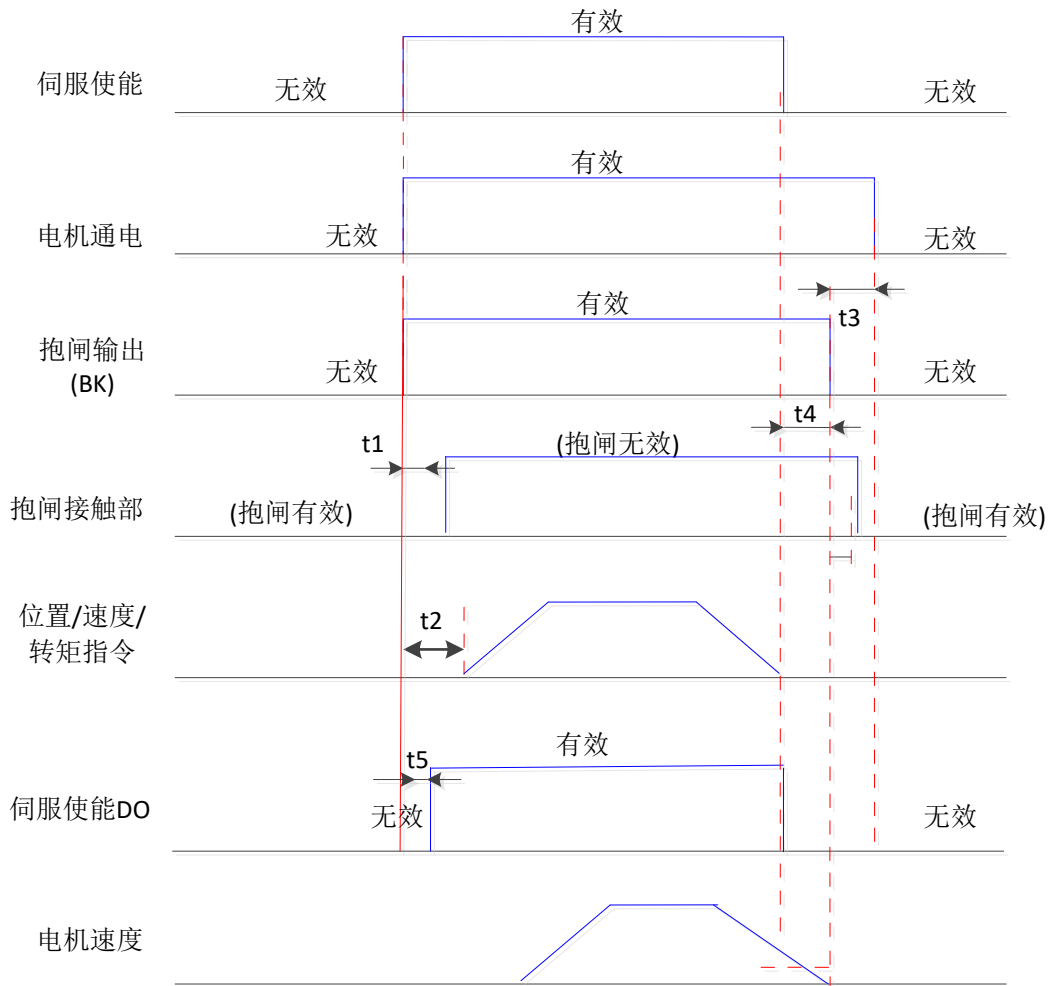 有效
伺服使能
无效
无效
有效
电机通电
无效
无效
有效
t3
抱闸输出
(BK)
无效
无效
t4
t1
(抱闸无效)
抱闸接触部
(抱闸有效)
(抱闸有效)
位置/速度/
转矩指令
t2
有效
t5
伺服使能DO
无效
无效
电机速度